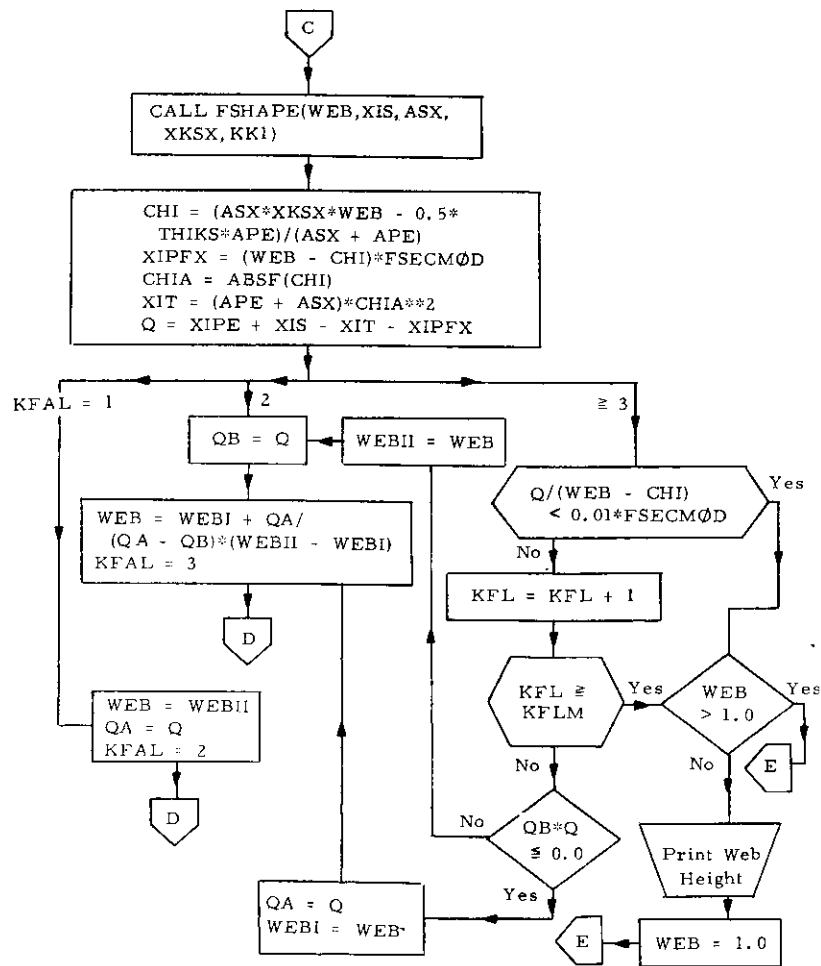 C
CALL FSHAPE(WEB,XIS,ASX,
XKSX,KK1)
CHI = (ASX*XKSX*WEB - 0.5*
THIKS*APE)/(ASX + APE)
XIPFX = (WEB - CHI)*FSECMØD
CHIA = ABSF(CHI)
XIT = (APE + ASX)*CHIA**2
Q = XIPE + XIS - XIT - XIPFX
KFAL = 1
2
≧ 3
QB = Q
WEBII = WEB
Q/(WEB - CHI)
< 0.01*FSECMØD
Yes
No
WEB = WEBI + QA/
(QA - QB)*(WEBII - WEBI)
KFAL = 3
KFL = KFL + 1
D
KFL ≧
KFLM
Yes
WEB
> 1.0
Yes
WEB = WEBII
QA = Q
KFAL = 2
E
No
No
D
No
QB*Q
≦ 0.0
Print Web
Height
Yes
QA = Q
WEBI = WEB
E
WEB = 1.0